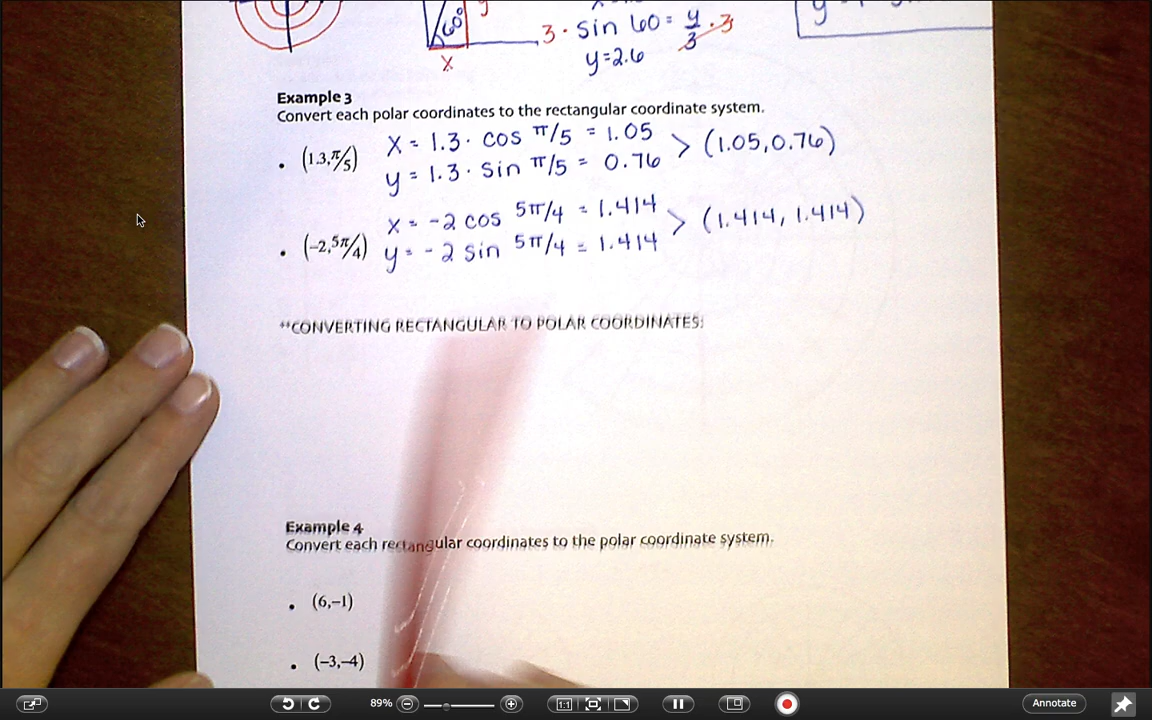 60°
y
3 · sin 60 = y/3 · 3
x
y=2.6
Example 3
Convert each polar coordinates to the rectangular coordinate system.
• (1.3,π/5)
x = 1.3 · cos π/5 = 1.05
y = 1.3 · sin π/5 = 0.76
> (1.05,0.76)
• (−2,5π/4)
x = -2 cos 5π/4 = 1.414
y = -2 sin 5π/4 = 1.414
> (1.414, 1.414)
**CONVERTING RECTANGULAR TO POLAR COORDINATES:
Example 4
Convert each rectangular coordinates to the polar coordinate system.
• (6,−1)
• (−3,−4)
89%
1:1
Annotate